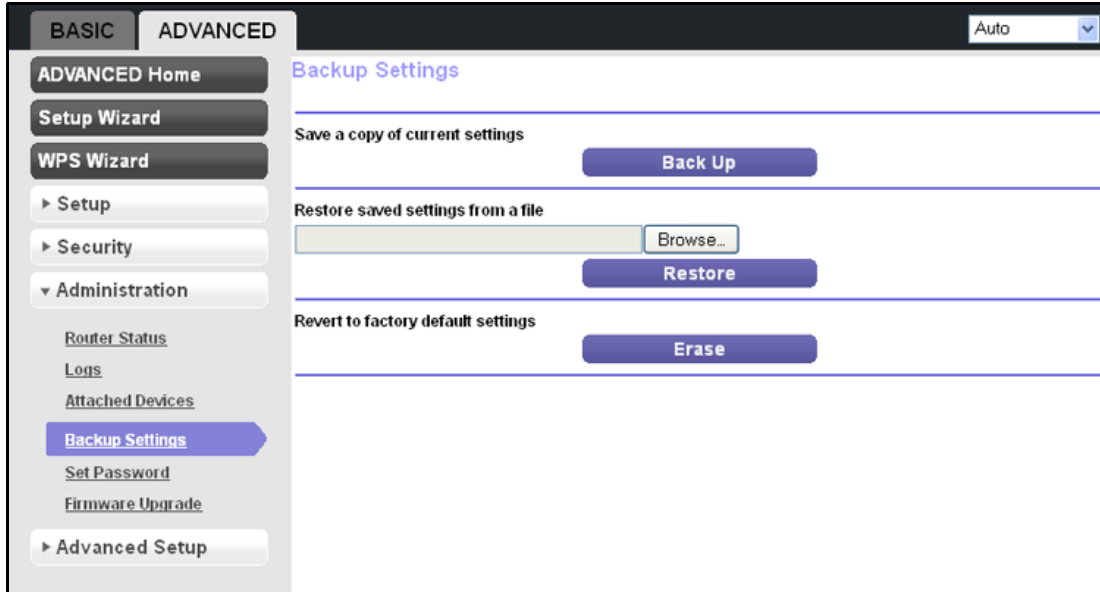 BASIC
ADVANCED
Auto
ADVANCED Home
Setup Wizard
WPS Wizard
Setup
Security
Administration
Router Status
Logs
Attached Devices
Backup Settings
Set Password
Firmware Upgrade
Advanced Setup
Backup Settings
Save a copy of current settings
Back Up
Restore saved settings from a file
Browse...
Restore
Revert to factory default settings
Erase